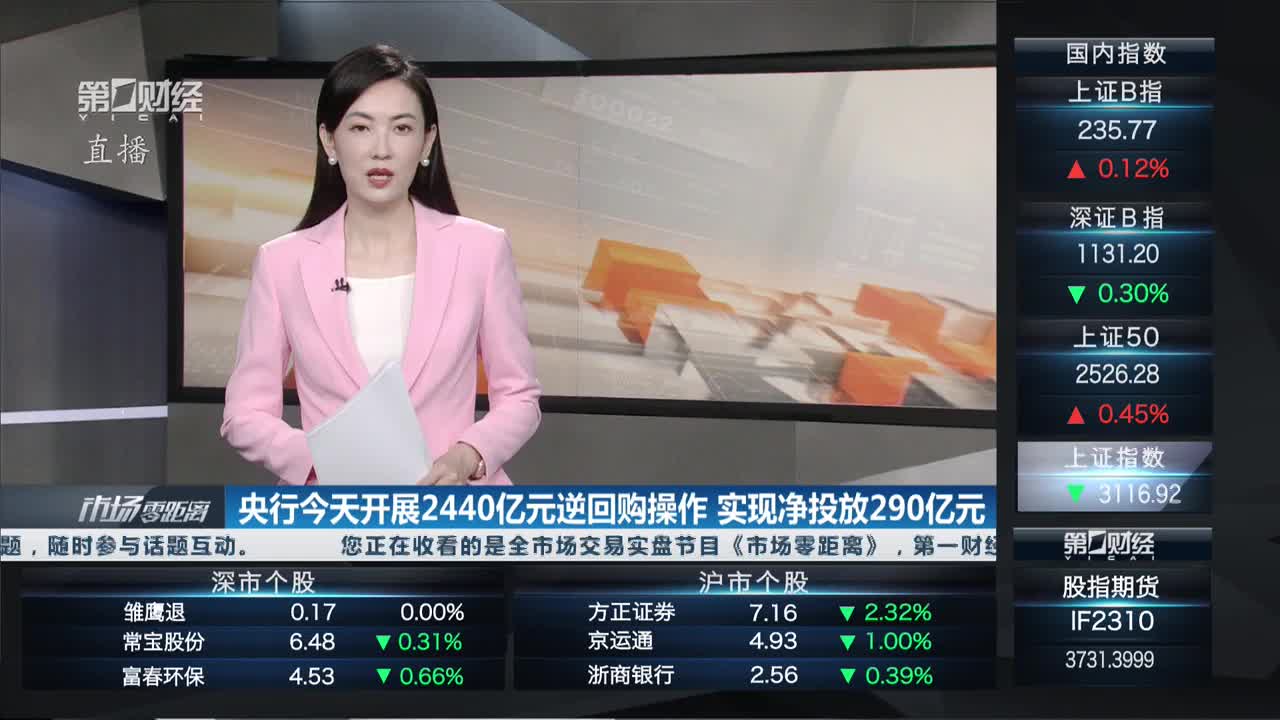 第一财经
YICAI
直播
300022
国内指数
上证B指
235.77
▲ 0.12%
深证B指
1131.20
▼ 0.30%
上证50
2526.28
▲ 0.45%
上证指数
▼ 3116.92
市场零距离
央行今天开展2440亿元逆回购操作 实现净投放290亿元
题，随时参与话题互动。 您正在收看的是全市场交易实盘节目《市场零距离》，第一财经
第一财经
YICAI
股指期货
IF2310
3731.3999
深市个股
雏鹰退 0.17 0.00%
常宝股份 6.48 ▼ 0.31%
富春环保 4.53 ▼ 0.66%
沪市个股
方正证券 7.16 ▼ 2.32%
京运通 4.93 ▼ 1.00%
浙商银行 2.56 ▼ 0.39%